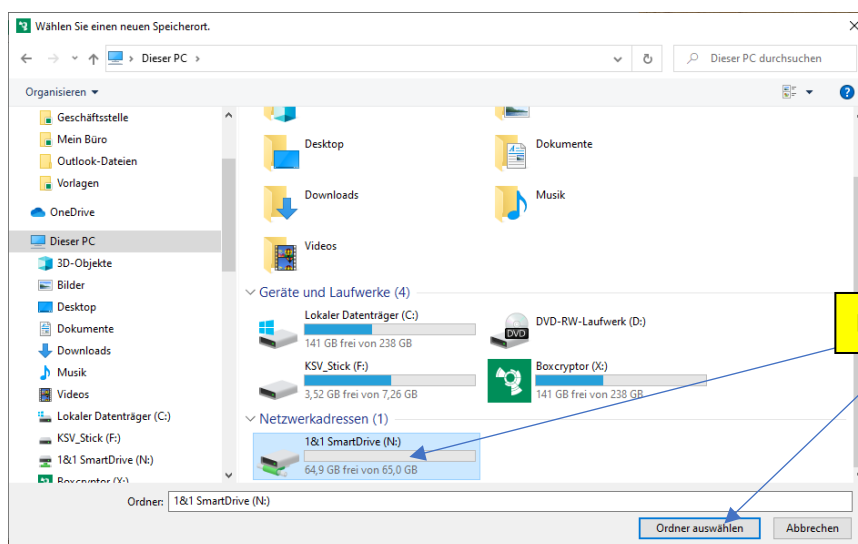 Wählen Sie einen neuen Speicherort.
Dieser PC
Dieser PC durchsuchen
Organisieren
Geschäftsstelle
Mein Büro
Outlook-Dateien
Vorlagen
OneDrive
Dieser PC
3D-Objekte
Bilder
Desktop
Dokumente
Downloads
Musik
Videos
Lokaler Datenträger (C:)
KSV_Stick (F:)
1&1 SmartDrive (N:)
Boxcryptor (X:)
Desktop
Dokumente
Downloads
Musik
Videos
Geräte und Laufwerke (4)
Lokaler Datenträger (C:)
141 GB frei von 238 GB
DVD
DVD-RW-Laufwerk (D:)
KSV_Stick (F:)
3,52 GB frei von 7,26 GB
Boxcryptor (X:)
141 GB frei von 238 GB
Netzwerkadressen (1)
1&1 SmartDrive (N:)
64,9 GB frei von 65,0 GB
Ordner: 1&1 SmartDrive (N:)
Ordner auswählen Abbrechen